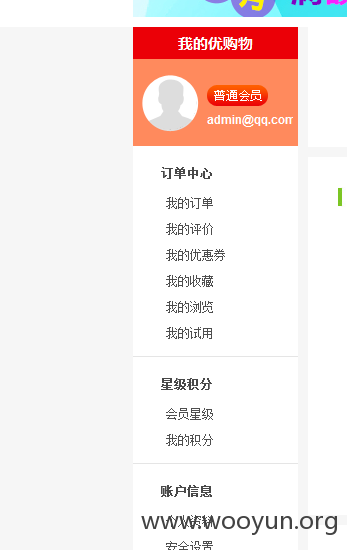 我的优购物
普通会员
admin@qq.com
订单中心
我的订单
我的评价
我的优惠券
我的收藏
我的浏览
我的试用
星级积分
会员星级
我的积分
账户信息
www.wooyun.org
安全设置